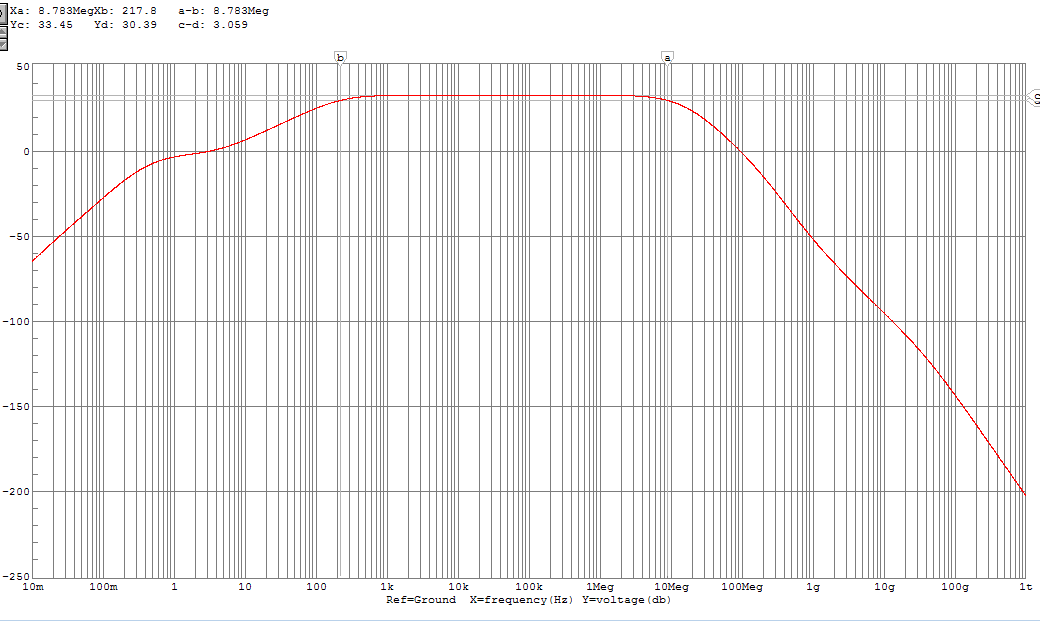 Xa: 8.783MegXb: 217.8 a-b: 8.783Meg
Yc: 33.45 Yd: 30.39 c-d: 3.059
b a
50
0
-50
-100
-150
-200
-250
10m 100m 1 10 100 1k 10k 100k 1Meg 10Meg 100Meg 1g 10g 100g 1t
Ref=Ground X=frequency(Hz) Y=voltage(db)